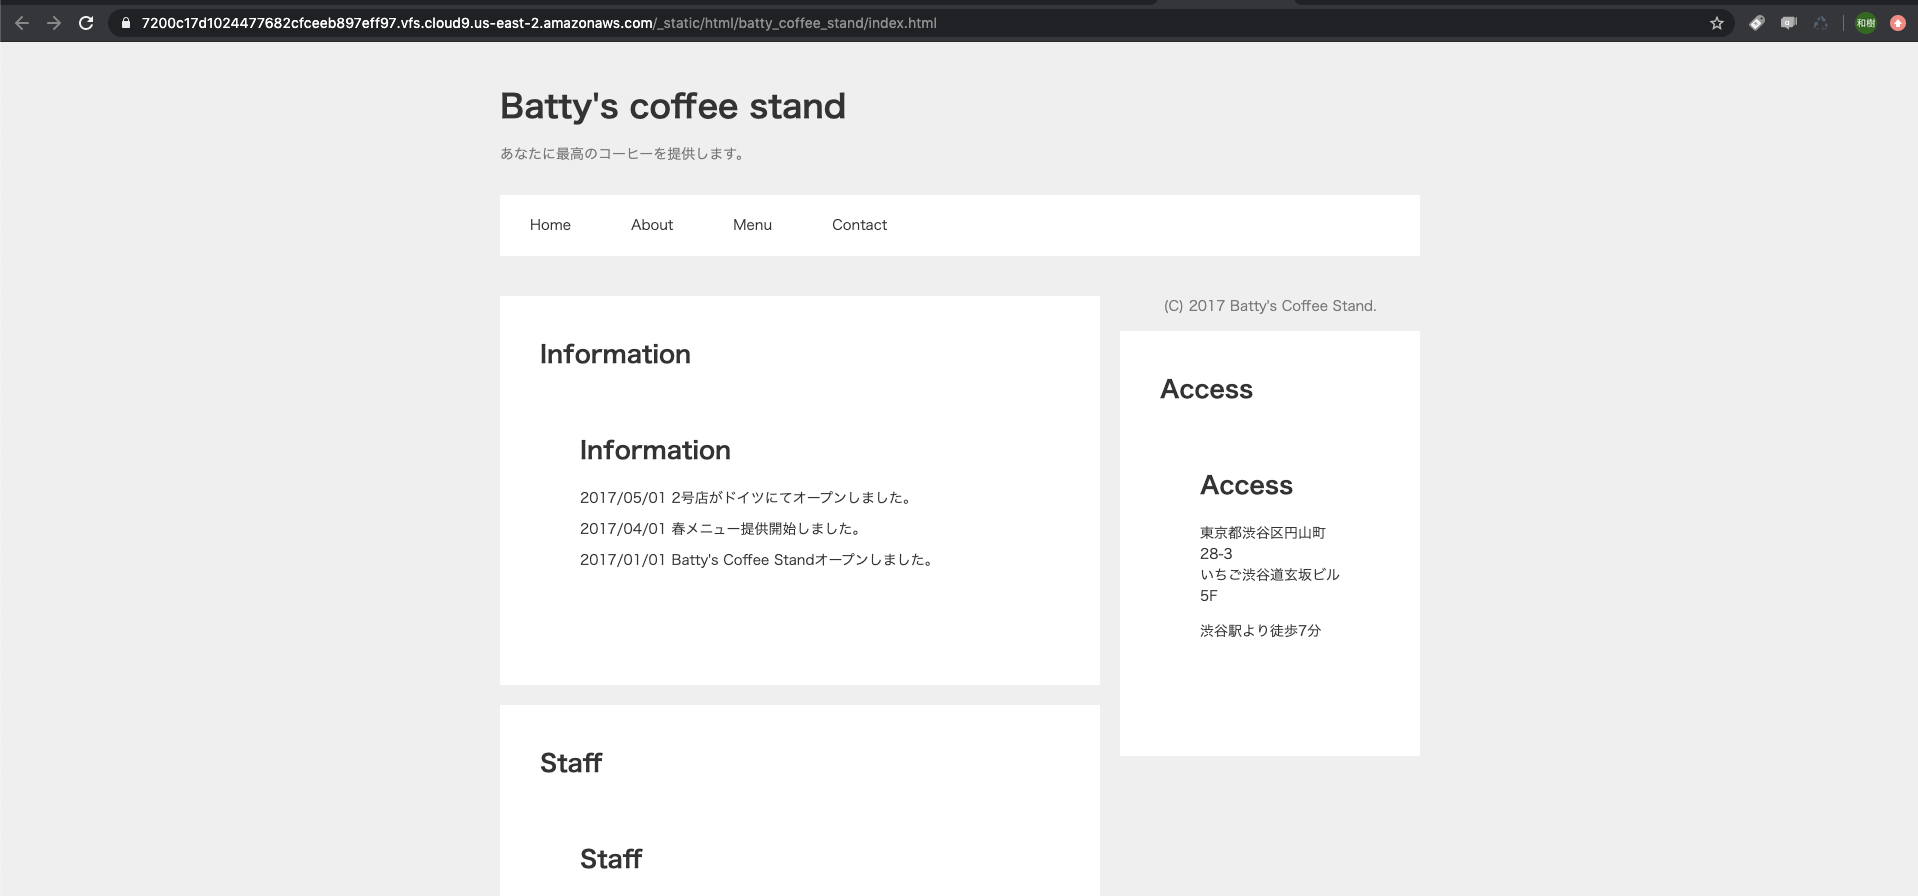 7200c17d1024477682cfceeb897eff97.vfs.cloud9.us-east-2.amazonaws.com/_static/html/batty_coffee_stand/index.html
和樹
Batty's coffee stand
あなたに最高のコーヒーを提供します。
Home About Menu Contact
Information
Information
2017/05/01 2号店がドイツにてオープンしました。
2017/04/01 春メニュー提供開始しました。
2017/01/01 Batty's Coffee Standオープンしました。
Staff
Staff
(C) 2017 Batty's Coffee Stand.
Access
Access
東京都渋谷区円山町
28-3
いちご渋谷道玄坂ビル
5F
渋谷駅より徒歩7分